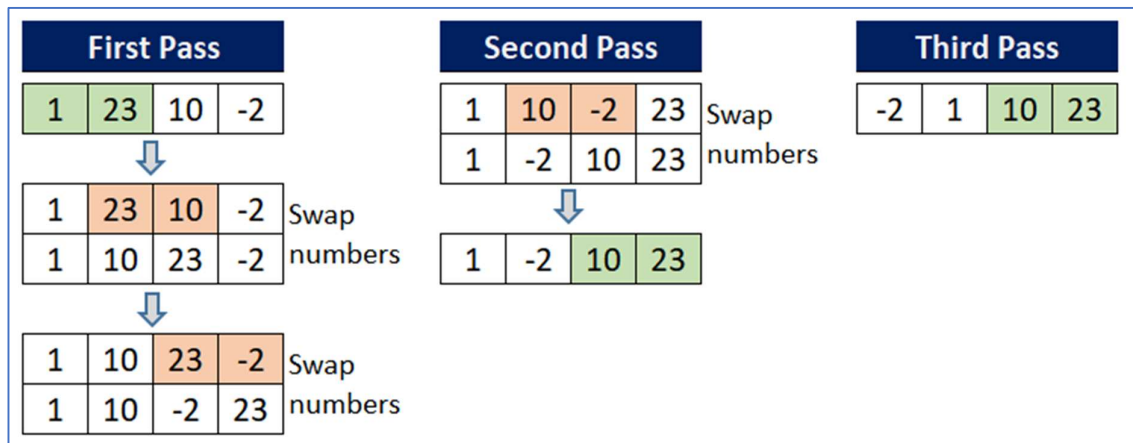 First Pass
1 23 10 -2
1 23 10 -2
Swap numbers
1 10 23 -2
1 10 23 -2
Swap numbers
1 10 -2 23
Second Pass
1 10 -2 23
Swap numbers
1 -2 10 23
1 -2 10 23
Third Pass
-2 1 10 23